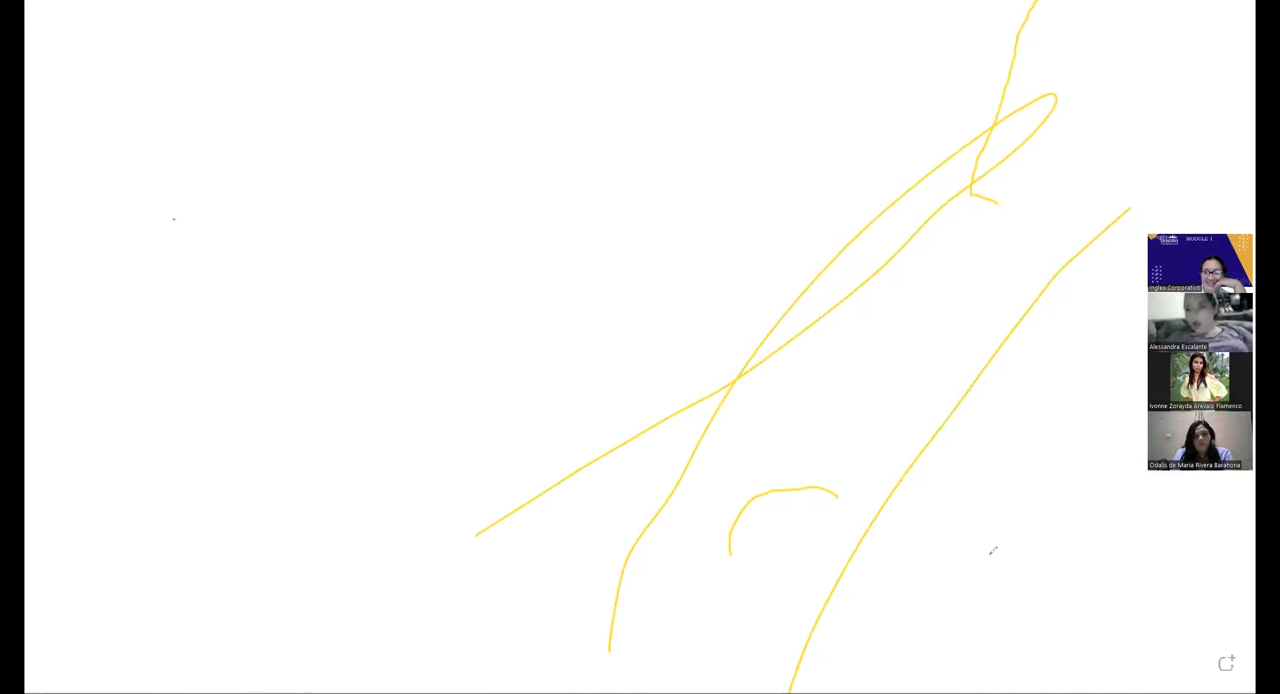 MODULE 1
Ingles Corporativo
Alessandra Escalante
Ivonne Zorayda Arevalo Flamenco
Odalis de Maria Rivera Barahona